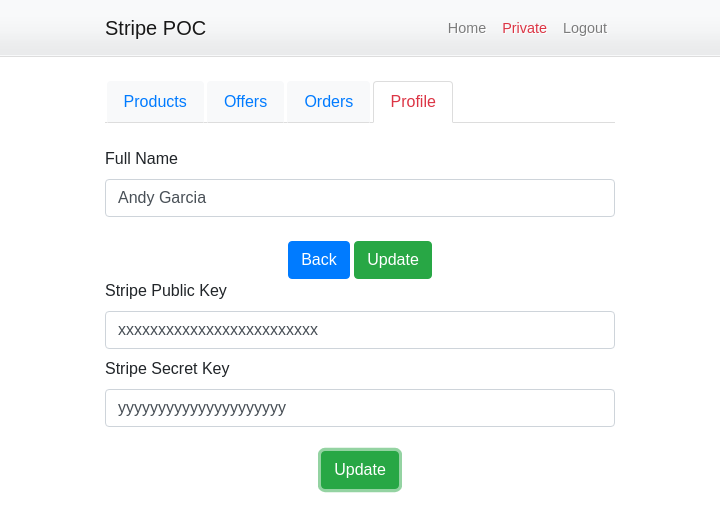 Stripe POC
Home Private Logout
Products Offers Orders Profile
Full Name
Andy Garcia
Back Update
Stripe Public Key
xxxxxxxxxxxxxxxxxxxxxxxxx
Stripe Secret Key
yyyyyyyyyyyyyyyyyyyyy
Update